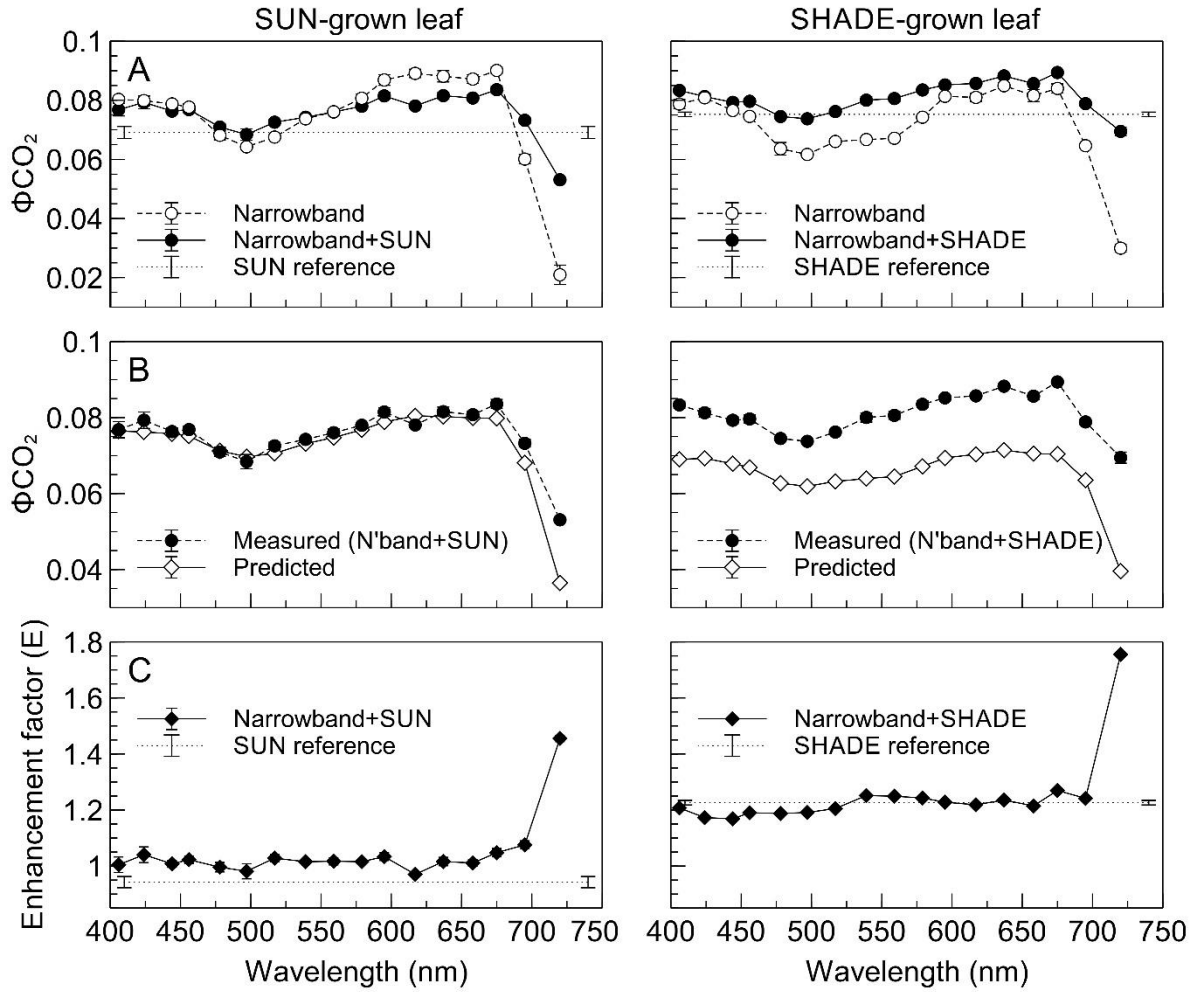 SUN-grown leaf
SHADE-grown leaf
A
ΦCO₂
0.1
0.08
0.06
0.04
0.02
Narrowband
Narrowband+SUN
SUN reference
Narrowband
Narrowband+SHADE
SHADE reference
B
ΦCO₂
0.1
0.08
0.06
0.04
Measured (N'band+SUN)
Predicted
Measured (N'band+SHADE)
Predicted
C
Enhancement factor (E)
1.8
1.6
1.4
1.2
1
Narrowband+SUN
SUN reference
Narrowband+SHADE
SHADE reference
400 450 500 550 600 650 700 750
400 450 500 550 600 650 700 750
Wavelength (nm)
Wavelength (nm)